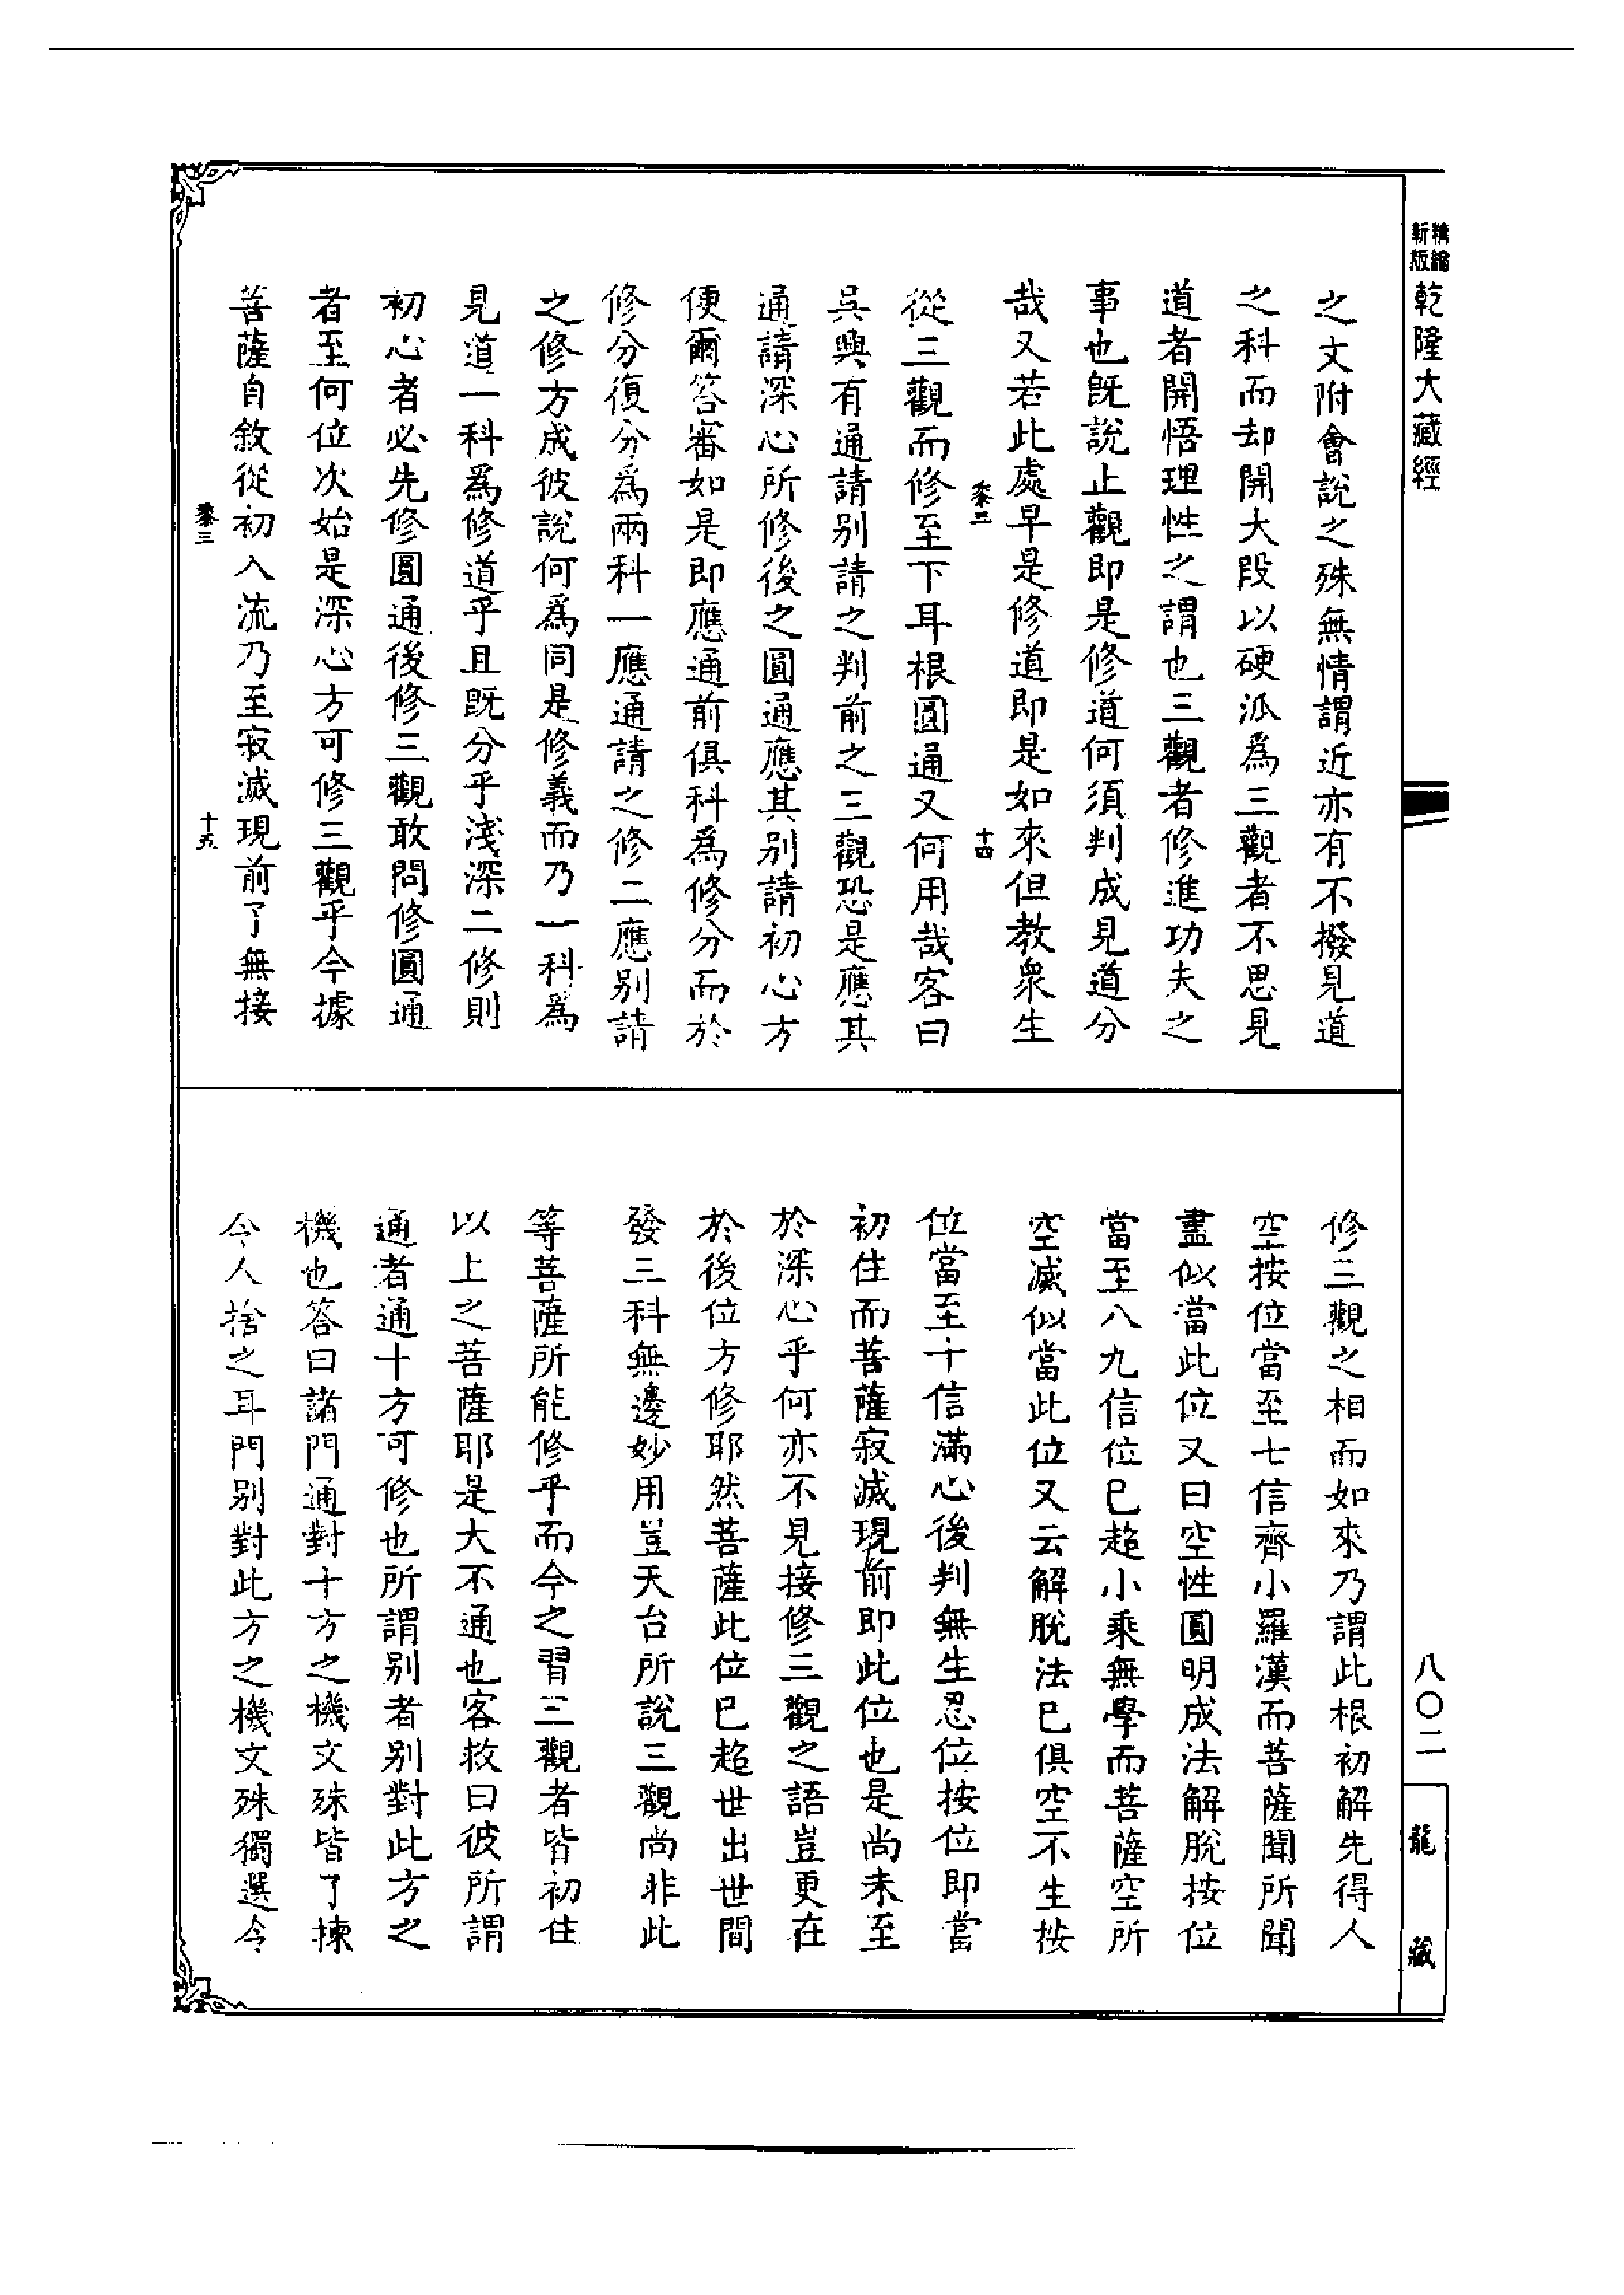 精繪
新版
乾隆大藏經
八〇二
龍藏
之文附會說之殊無情謂近亦有不撥見道
之科而却開大段以硬派為三觀者不思見
道者開悟理性之謂也三觀者修進功夫之
事也旣說止觀即是修道何須判成見道分
哉又若此處早是修道即是如來但教衆生
黍三 十四
從三觀而修至下耳根圓通又何用哉客曰
吳興有通請別請之判前之三觀恐是應其
通請深心所修後之圓通應其別請初心方
便爾答審如是即應通前俱科為修分而於
修分復分為兩科一應通請之修二應別請
之修方成彼說何為同是修義而乃一科為
見道一科為修道乎且旣分乎淺深二修則
初心者必先修圓通後修三觀敢問修圓通
者至何位次始是深心方可修三觀乎今據
菩薩自敘從初入流乃至寂滅現前了無接
黍三 十五
修三觀之相而如來乃謂此根初解先得人
空按位當至七信齊小羅漢而菩薩聞所聞
盡似當此位又曰空性圓明成法解脫按位
當至八九信位已超小乘無學而菩薩空所
空滅似當此位又云解脫法已俱空不生按
位當至十信滿心後判無生忍位按位即當
初住而菩薩寂滅現前即此位也是尚未至
於深心乎何亦不見接修三觀之語豈更在
於後位方修耶然菩薩此位已超世出世間
發三科無邊妙用豈天台所說三觀尚非此
等菩薩所能修乎而今之習三觀者皆初住
以上之菩薩耶是大不通也客救曰彼所謂
通者通十方可修也所謂別者別對此方之
機也答曰諸門通對十方之機文殊皆了揀
今人捨之耳門別對此方之機文殊獨選令